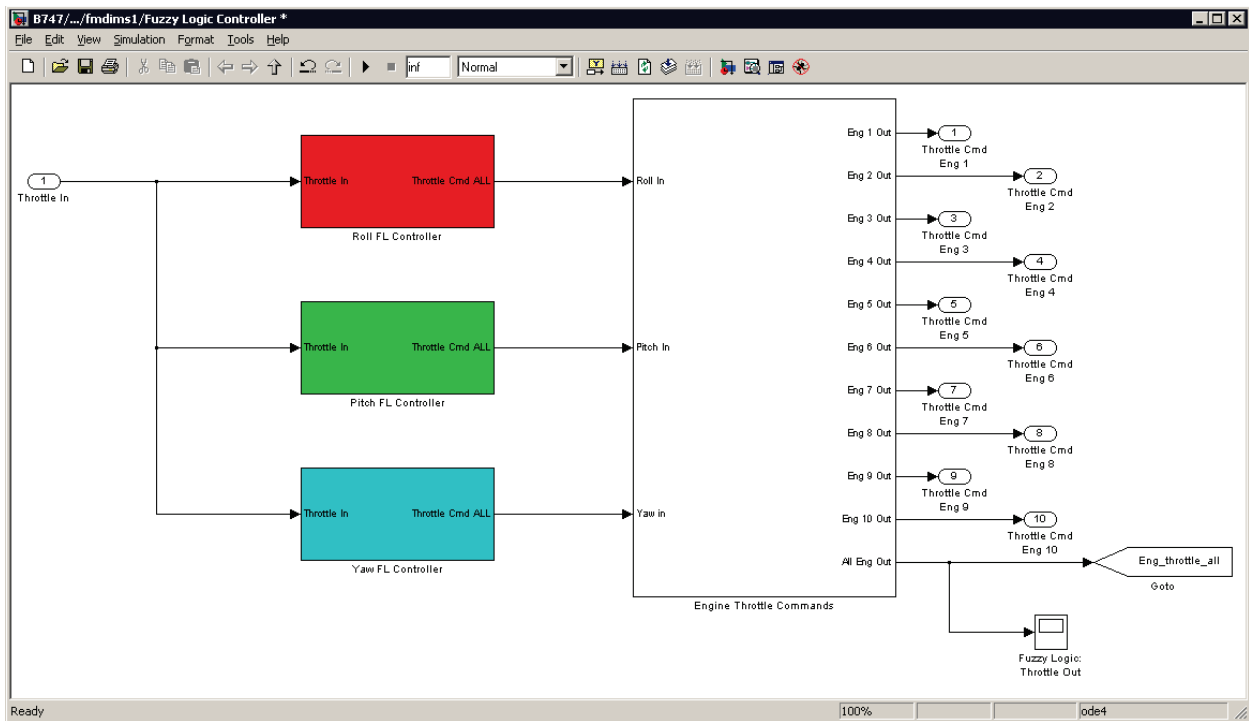 B747/.../fmdims1/Fuzzy Logic Controller *
File Edit View Simulation Format Tools Help
inf Normal
1
Throttle In
Throttle In Throttle Cmd ALL
Roll FL Controller
Throttle In Throttle Cmd ALL
Pitch FL Controller
Throttle In Throttle Cmd ALL
Yaw FL Controller
Roll In
Pitch In
Yaw in
Eng 1 Out
Eng 2 Out
Eng 3 Out
Eng 4 Out
Eng 5 Out
Eng 6 Out
Eng 7 Out
Eng 8 Out
Eng 9 Out
Eng 10 Out
All Eng Out
Engine Throttle Commands
1
Throttle Cmd
Eng 1
2
Throttle Cmd
Eng 2
3
Throttle Cmd
Eng 3
4
Throttle Cmd
Eng 4
5
Throttle Cmd
Eng 5
6
Throttle Cmd
Eng 6
7
Throttle Cmd
Eng 7
8
Throttle Cmd
Eng 8
9
Throttle Cmd
Eng 9
10
Throttle Cmd
Eng 10
Eng_throttle_all
Goto
Fuzzy Logic:
Throttle Out
Ready 100% ode4